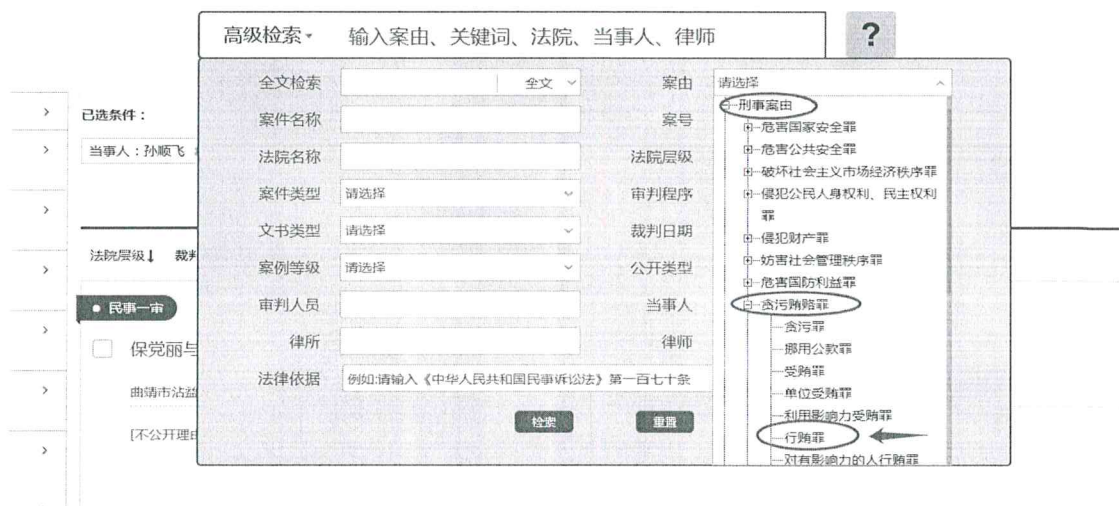 高级检索 输入案由、关键词、法院、当事人、律师 ?
全文检索 全文 案由 请选择
案件名称 案号
法院名称 法院层级
案件类型 请选择 审判程序
文书类型 请选择 裁判日期
案例等级 请选择 公开类型
审判人员 当事人
律所 律师
法律依据 例如:请输入《中华人民共和国民事诉讼法》第一百七十条
检索 重置
刑事案由
危害国家安全罪
危害公共安全罪
破坏社会主义市场经济秩序罪
侵犯公民人身权利、民主权利
罪
侵犯财产罪
妨害社会管理秩序罪
危害国防利益罪
贪污贿赂罪
贪污罪
挪用公款罪
受贿罪
单位受贿罪
利用影响力受贿罪
行贿罪
对有影响力的人行贿罪
已选条件：
当事人：孙顺飞
法院层级↓ 裁判
民事一审
保党丽与
曲靖市沾益
[不公开理由